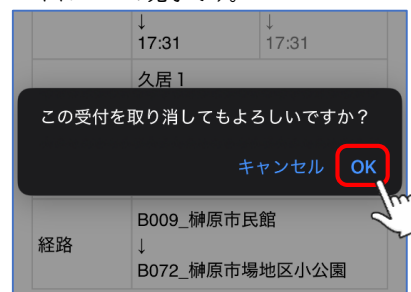 ↓ ↓
17:31 17:31
久居1
この受付を取り消してもよろしいですか？
キャンセル OK
B009_榊原市民館
経路 ↓
B072_榊原市場地区小公園